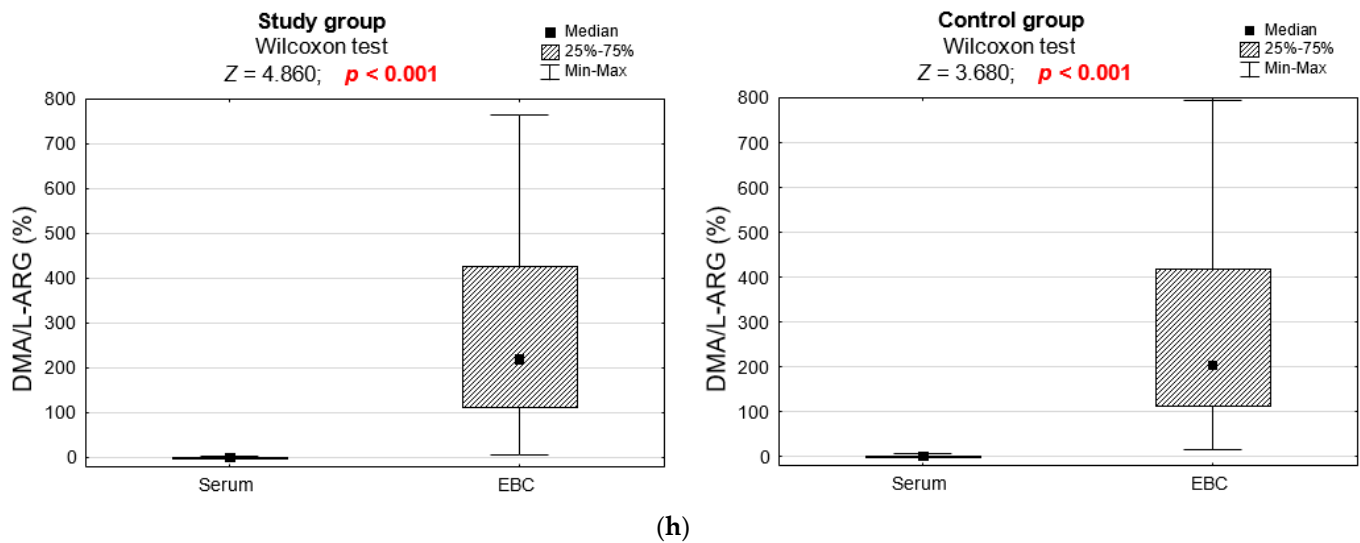 Study group
Wilcoxon test
Z = 4.860; p < 0.001
Median
25%-75%
Min-Max
DMA/L-ARG (%)
800
700
600
500
400
300
200
100
0
Serum EBC
Control group
Wilcoxon test
Z = 3.680; p < 0.001
Median
25%-75%
Min-Max
DMA/L-ARG (%)
800
700
600
500
400
300
200
100
0
Serum EBC
(h)